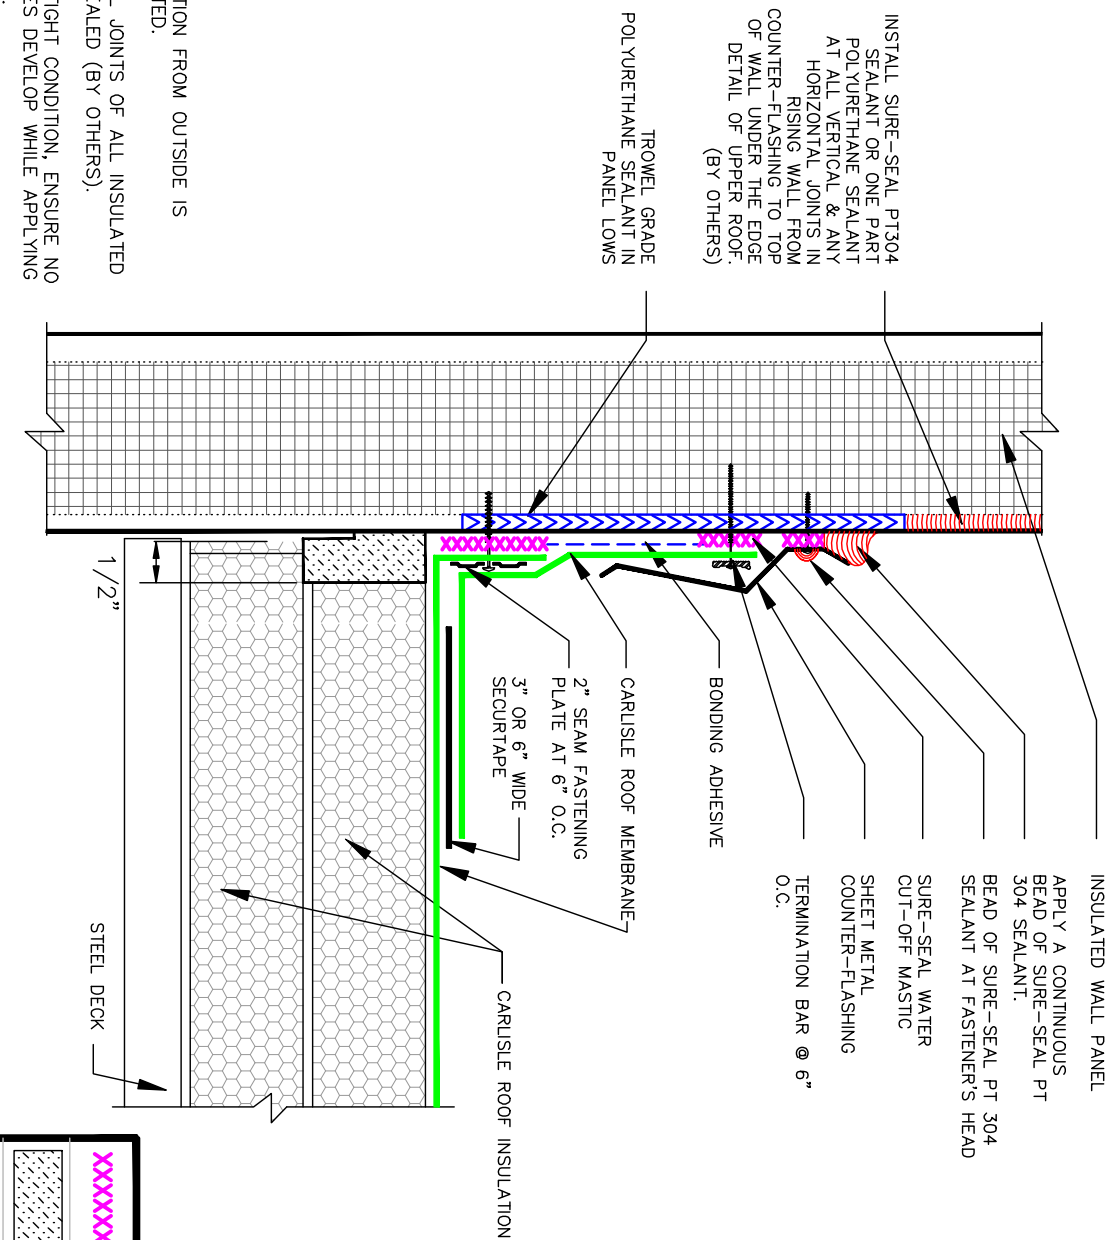 INSTALL SURE-SEAL PT304
SEALANT OR ONE PART
POLYURETHANE SEALANT
AT ALL VERTICAL & ANY
HORIZONTAL JOINTS IN
RISING WALL FROM
COUNTER-FLASHING TO TOP
OF WALL UNDER THE EDGE
DETAIL OF UPPER ROOF.
(BY OTHERS)
TROWEL GRADE
POLYURETHANE SEALANT IN
PANEL LOWS
INSULATED WALL PANEL
APPLY A CONTINUOUS
BEAD OF SURE-SEAL PT
304 SEALANT.
BEAD OF SURE-SEAL PT 304
SEALANT AT FASTENER'S HEAD
SURE-SEAL WATER
CUT-OFF MASTIC
SHEET METAL
COUNTER-FLASHING
TERMINATION BAR @ 6"
O.C.
BONDING ADHESIVE
CARLISLE ROOF MEMBRANE
2" SEAM FASTENING
PLATE AT 6" O.C.
3" OR 6" WIDE
SECURTAPE
CARLISLE ROOF INSULATION
STEEL DECK
1/2"
TION FROM OUTSIDE IS
TED.
L JOINTS OF ALL INSULATED
EALED (BY OTHERS).
TIGHT CONDITION, ENSURE NO
ES DEVELOP WHILE APPLYING